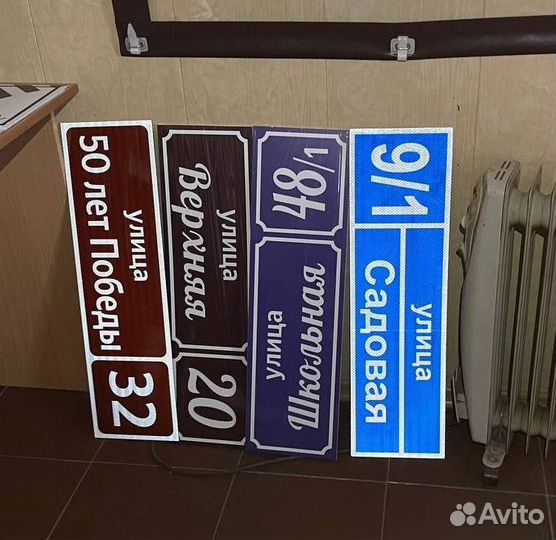 улица
50 лет Победы
32
улица
Верхняя
20
улица
Школьная
48/1
9/1
улица
Садовая
Avito